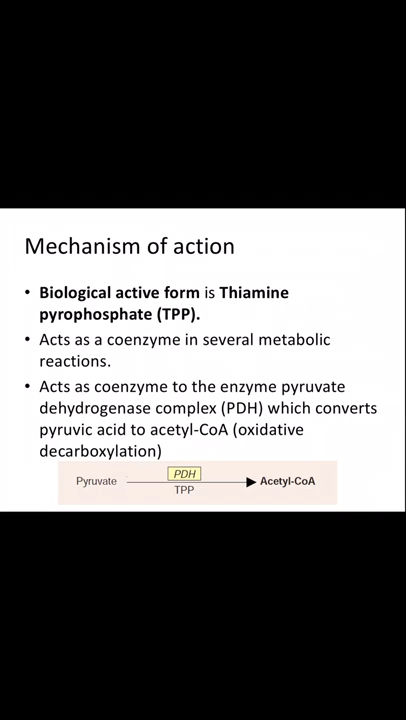 Mechanism of action
• Biological active form is Thiamine
pyrophosphate (TPP).
• Acts as a coenzyme in several metabolic
reactions.
• Acts as coenzyme to the enzyme pyruvate
dehydrogenase complex (PDH) which converts
pyruvic acid to acetyl-CoA (oxidative
decarboxylation)
PDH
Pyruvate Acetyl-CoA
TPP